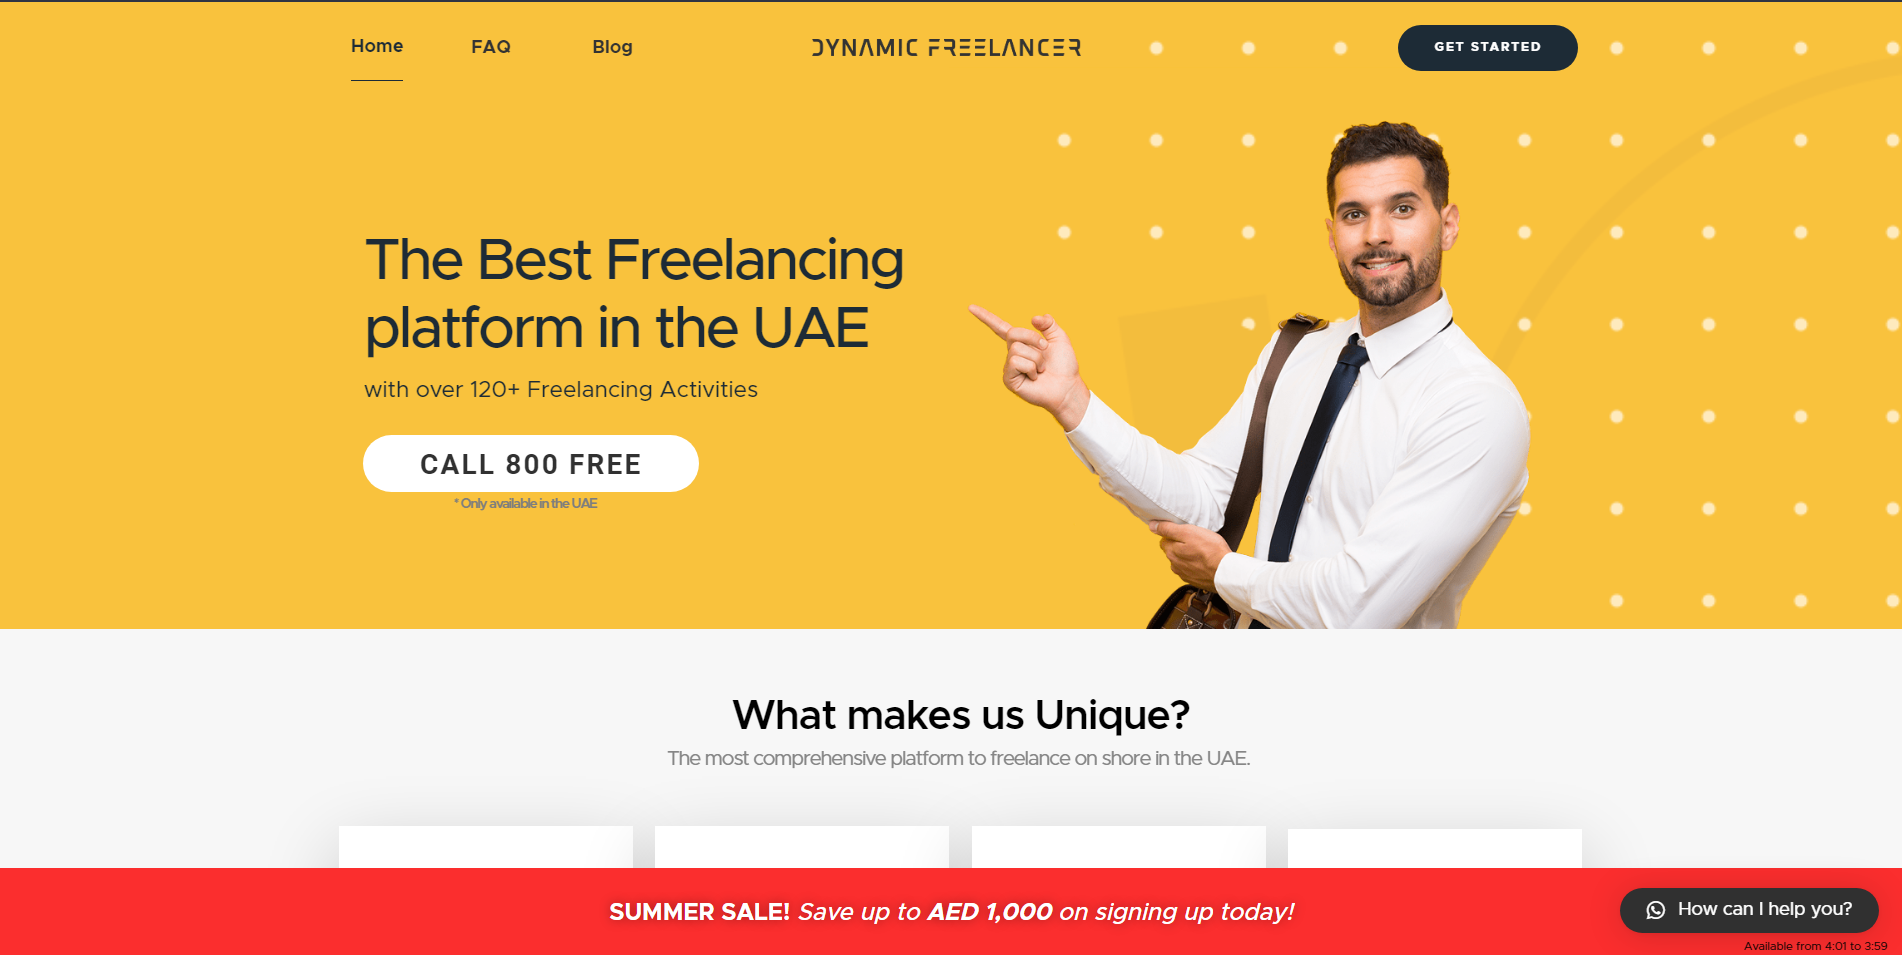 Home
FAQ
Blog
DYNAMIC FREELANCER
GET STARTED
The Best Freelancing
platform in the UAE
with over 120+ Freelancing Activities
CALL 800 FREE
* Only available in the UAE
What makes us Unique?
The most comprehensive platform to freelance on shore in the UAE.
SUMMER SALE! Save up to AED 1,000 on signing up today!
How can I help you?
Available from 4:01 to 3:59